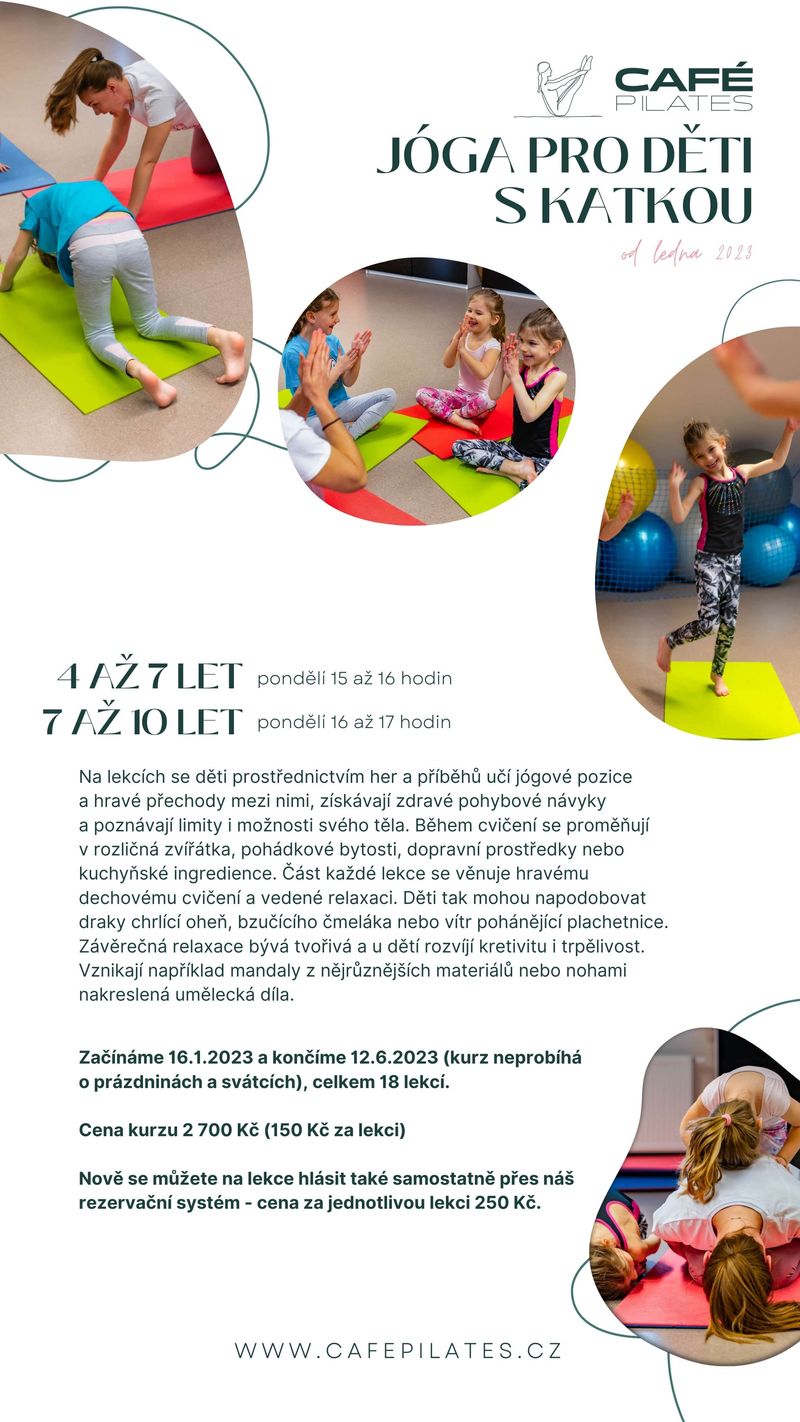 CAFÉ
PILATES
JÓGA PRO DĚTI
S KATKOU
od ledna 2023
4 AŽ 7 LET pondělí 15 až 16 hodin
7 AŽ 10 LET pondělí 16 až 17 hodin
Na lekcích se děti prostřednictvím her a příběhů učí jógové pozice
a hravé přechody mezi nimi, získávají zdravé pohybové návyky
a poznávají limity i možnosti svého těla. Během cvičení se proměňují
v rozličná zvířátka, pohádkové bytosti, dopravní prostředky nebo
kuchyňské ingredience. Část každé lekce se věnuje hravému
dechovému cvičení a vedené relaxaci. Děti tak mohou napodobovat
draky chrlící oheň, bzučícího čmeláka nebo vítr pohánějící plachetnice.
Závěrečná relaxace bývá tvořivá a u dětí rozvíjí kretivitu i trpělivost.
Vznikají například mandaly z nějrůznějších materiálů nebo nohami
nakreslená umělecká díla.
Začínáme 16.1.2023 a končíme 12.6.2023 (kurz neprobíhá
o prázdninách a svátcích), celkem 18 lekcí.
Cena kurzu 2 700 Kč (150 Kč za lekci)
Nově se můžete na lekce hlásit také samostatně přes náš
rezervační systém - cena za jednotlivou lekci 250 Kč.
WWW.CAFEPILATES.CZ